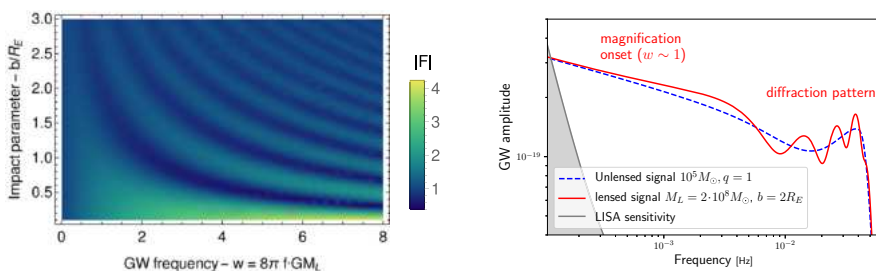 Impact parameter – b/R_E
3.0
2.5
2.0
1.5
1.0
0.5
0
2
4
6
8
GW frequency – w = 8π f·GM_L
|F|
4
3
2
1
GW amplitude
10^{-19}
magnification
onset (w ∼ 1)
diffraction pattern
Unlensed signal 10^5 M_⊙, q = 1
lensed signal M_L = 2·10^8 M_⊙, b = 2R_E
LISA sensitivity
10^{-3}
10^{-2}
Frequency [Hz]